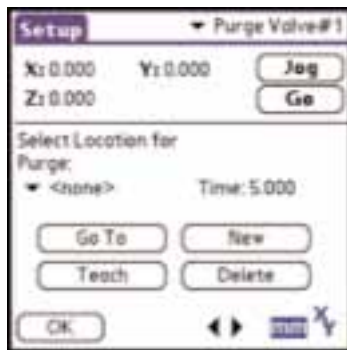 Setup
Purge Valve#1
X: 0.000 Y: 0.000 Jog
Z: 0.000 Go
Select Location for
Purge:
<none> Time: 5.000
Go To New
Teach Delete
OK mm X/Y